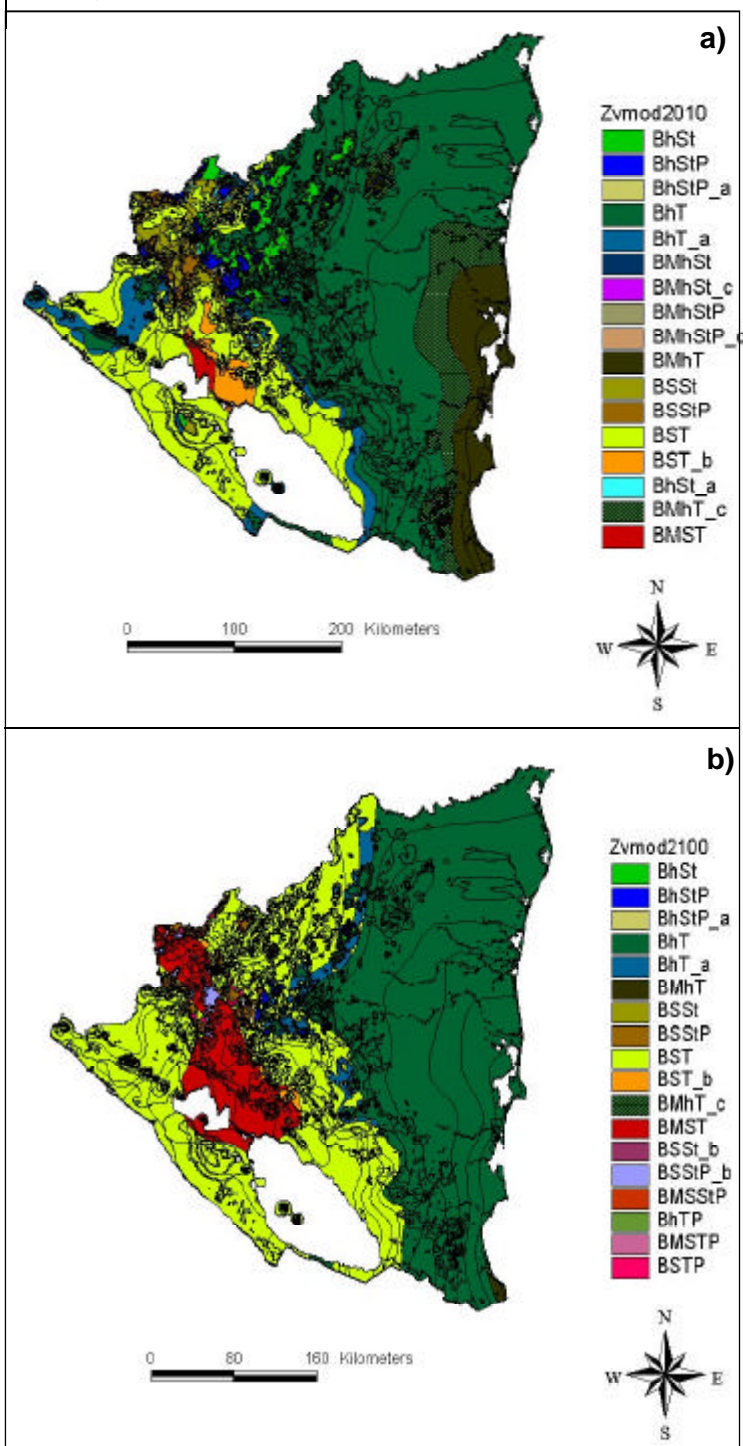 a)
Zvmod2010
BhSt
BhStP
BhStP_a
BhT
BhT_a
BMhSt
BMhSt_c
BMhStP
BMhStP_c
BMhT
BSSt
BSStP
BST
BST_b
BhSt_a
BMhT_c
BMST
0 100 200 Kilometers
N
W E
S
b)
Zvmod2100
BhSt
BhStP
BhStP_a
BhT
BhT_a
BMhT
BSSt
BSStP
BST
BST_b
BMhT_c
BMST
BSSt_b
BSStP_b
BMSStP
BhTP
BMSTP
BSTP
0 80 160 Kilometers
N
W E
S